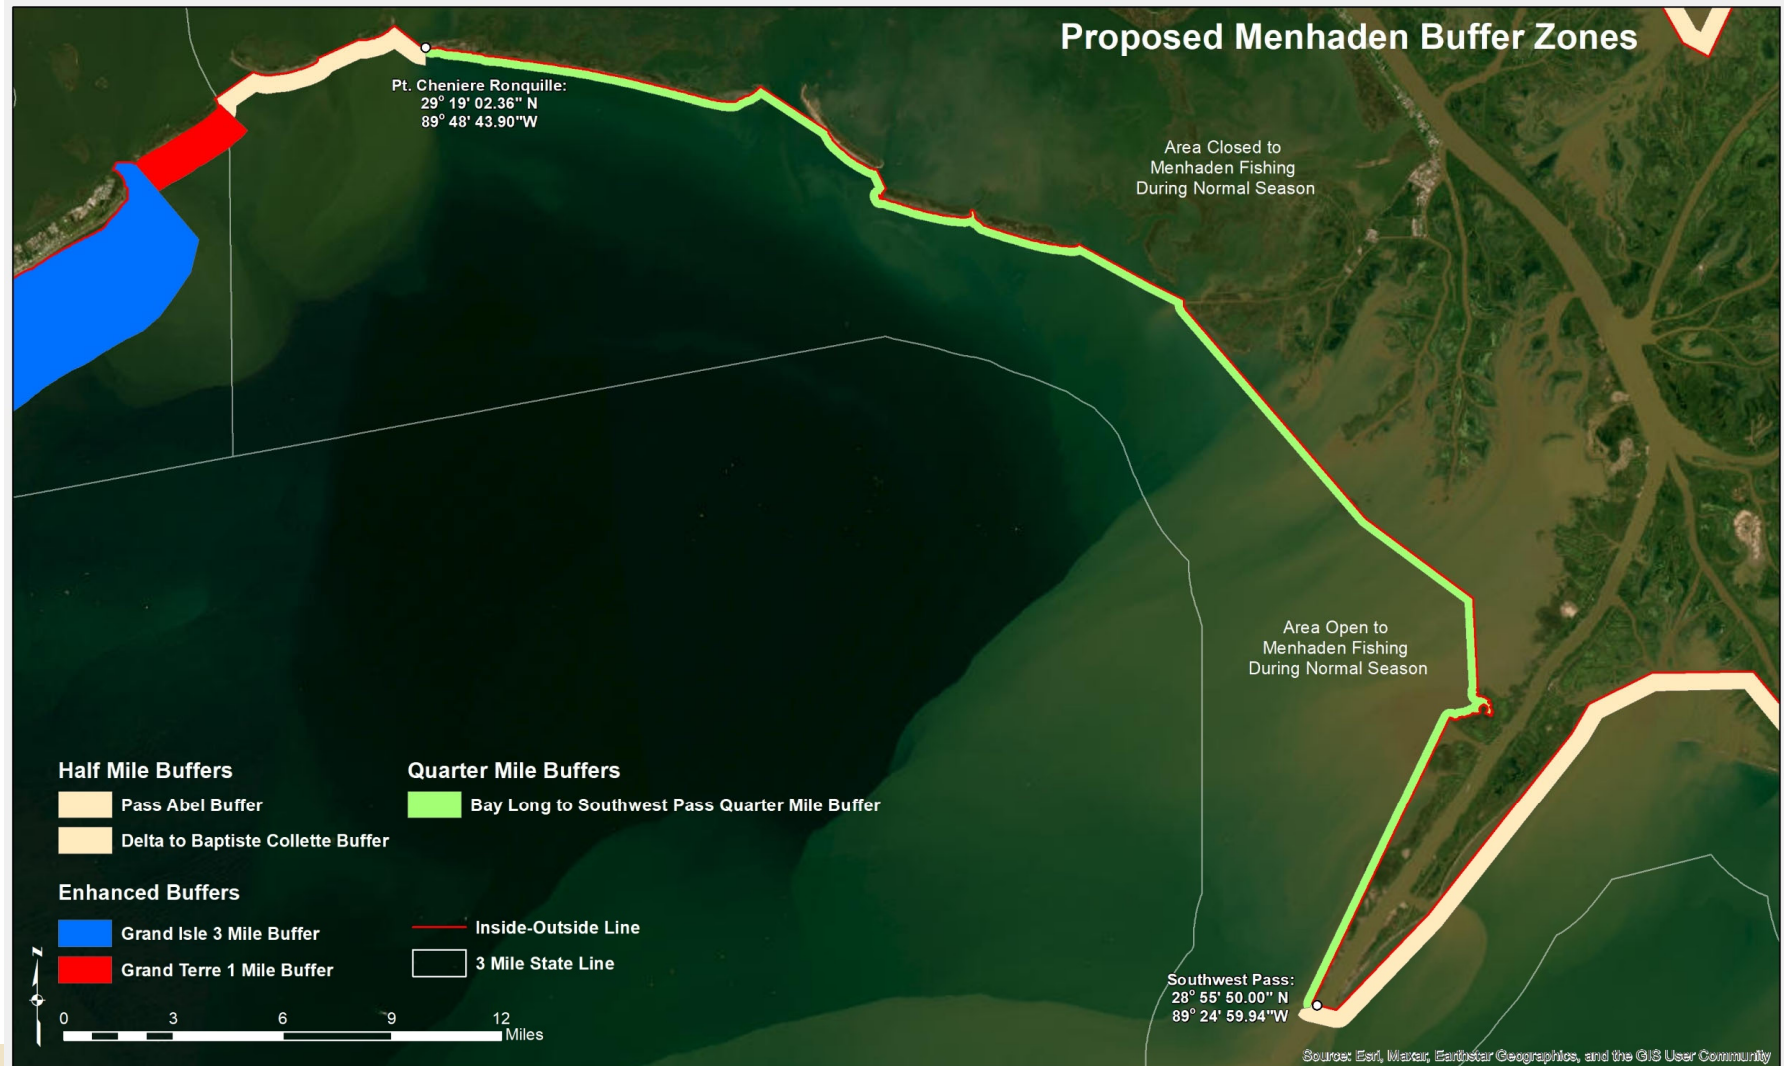 Proposed Menhaden Buffer Zones
Pt. Cheniere Ronquille:
29° 19' 02.36" N
89° 48' 43.90"W
Area Closed to
Menhaden Fishing
During Normal Season
Area Open to
Menhaden Fishing
During Normal Season
Half Mile Buffers
Pass Abel Buffer
Delta to Baptiste Collette Buffer
Quarter Mile Buffers
Bay Long to Southwest Pass Quarter Mile Buffer
Enhanced Buffers
Grand Isle 3 Mile Buffer
Grand Terre 1 Mile Buffer
Inside-Outside Line
3 Mile State Line
N
0 3 6 9 12
Miles
Southwest Pass:
28° 55' 50.00" N
89° 24' 59.94"W
Source: Esri, Maxar, Earthstar Geographics, and the GIS User Community